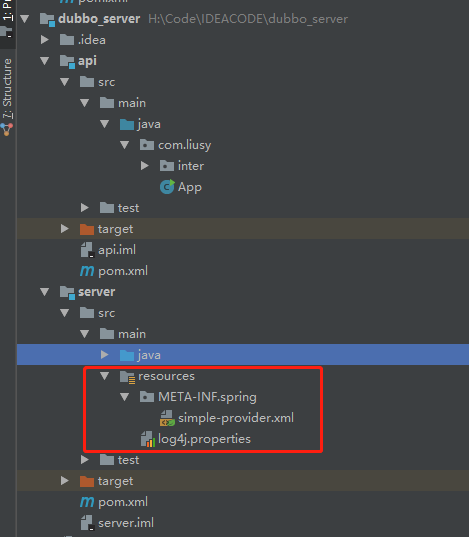 pom.xml
dubbo_server H:\Code\IDEACODE\dubbo_server
.idea
api
src
main
java
com.liusy
inter
App
test
target
api.iml
pom.xml
server
src
main
java
resources
META-INF.spring
simple-provider.xml
log4j.properties
test
target
pom.xml
server.iml
7: Structure